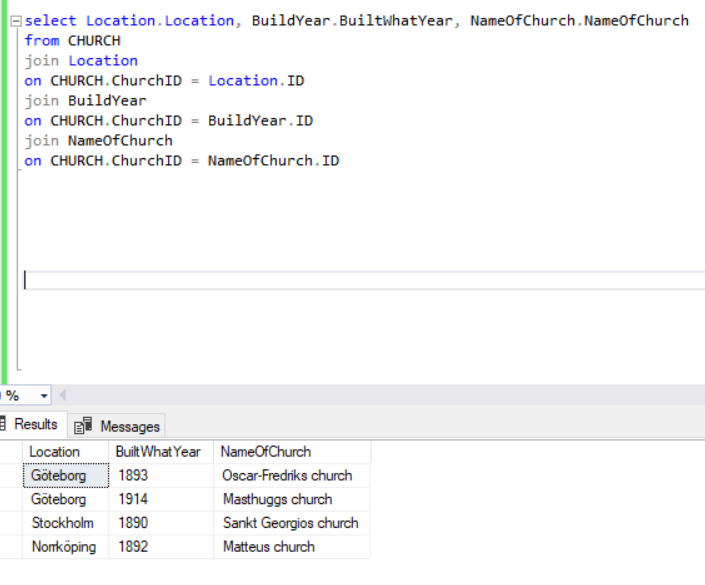 select Location.Location, BuildYear.BuiltWhatYear, NameOfChurch.NameOfChurch
from CHURCH
join Location
on CHURCH.ChurchID = Location.ID
join BuildYear
on CHURCH.ChurchID = BuildYear.ID
join NameOfChurch
on CHURCH.ChurchID = NameOfChurch.ID
%
Results Messages
Location BuiltWhatYear NameOfChurch
Göteborg 1893 Oscar-Fredriks church
Göteborg 1914 Masthuggs church
Stockholm 1890 Sankt Georgios church
Norrköping 1892 Matteus church